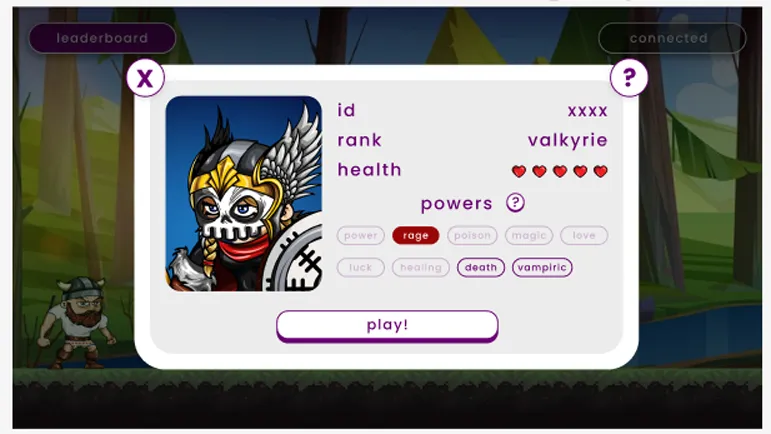 leaderboard
connected
X
?
id xxxx
rank valkyrie
health
powers ?
power rage poison magic love
luck healing death vampiric
play!